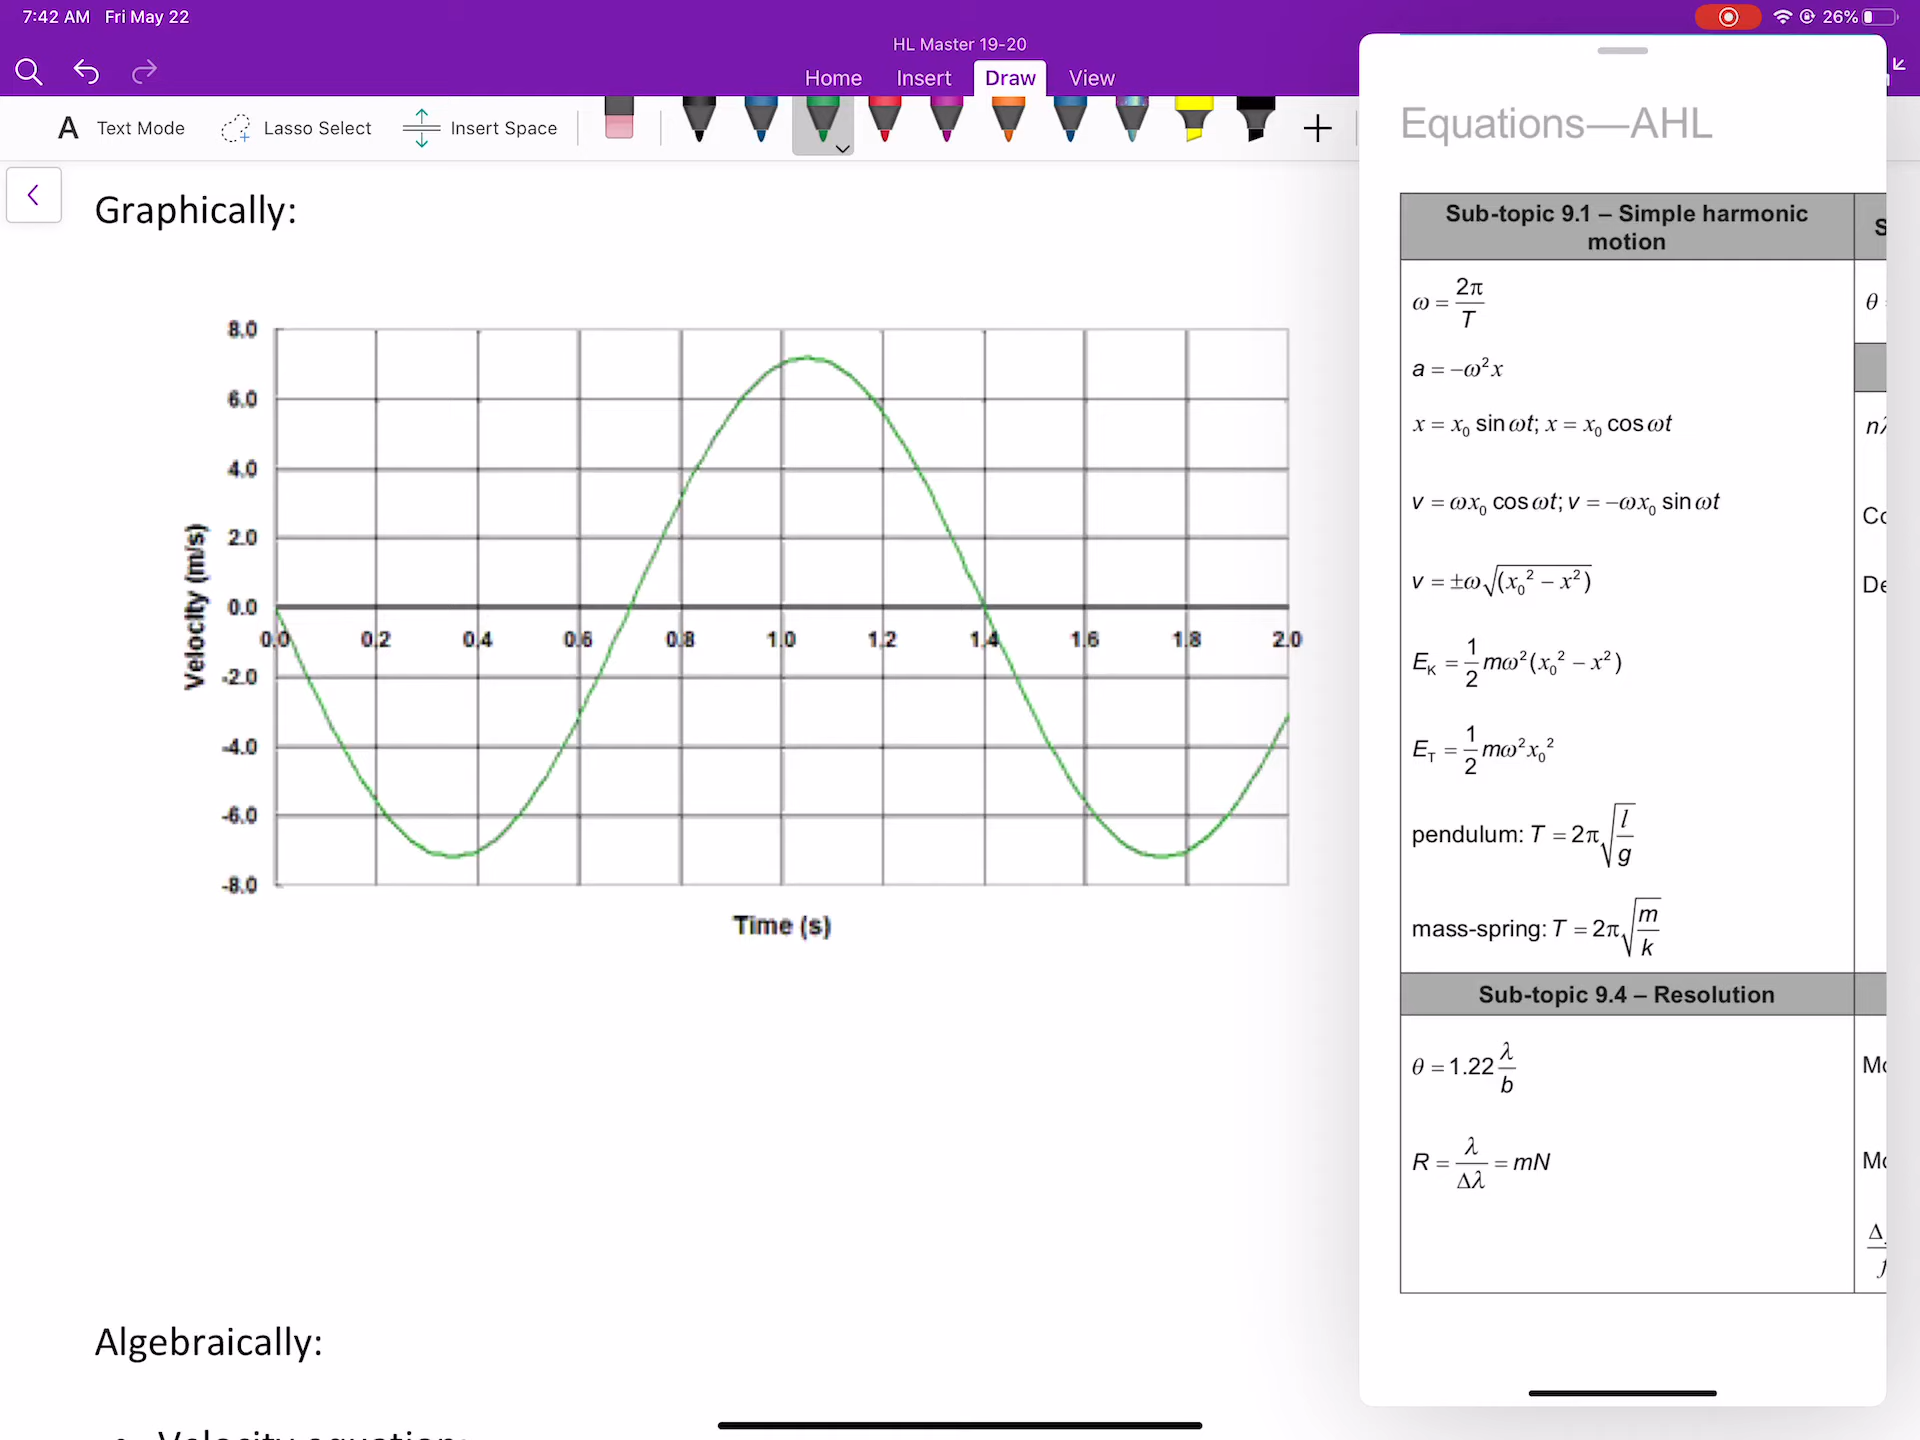 7:42 AM Fri May 22
26%
HL Master 19-20
Home Insert Draw View
A Text Mode Lasso Select Insert Space
Graphically:
8.0
6.0
4.0
2.0
0.0
-2.0
-4.0
-6.0
-8.0
Velocity (m/s)
0.0 0.2 0.4 0.6 0.8 1.0 1.2 1.4 1.6 1.8 2.0
Time (s)
Algebraically:
• Velocity equation:
Equations—AHL
Sub-topic 9.1 – Simple harmonic
motion
ω = 2π/T
a = −ω²x
x = x₀ sin ωt; x = x₀ cos ωt
v = ωx₀ cos ωt; v = −ωx₀ sin ωt
v = ±ω√(x₀² − x²)
E_K = 1/2 mω²(x₀² − x²)
E_T = 1/2 mω²x₀²
pendulum: T = 2π√(l/g)
mass-spring: T = 2π√(m/k)
Sub-topic 9.4 – Resolution
θ = 1.22 λ/b
R = λ/Δλ = mN